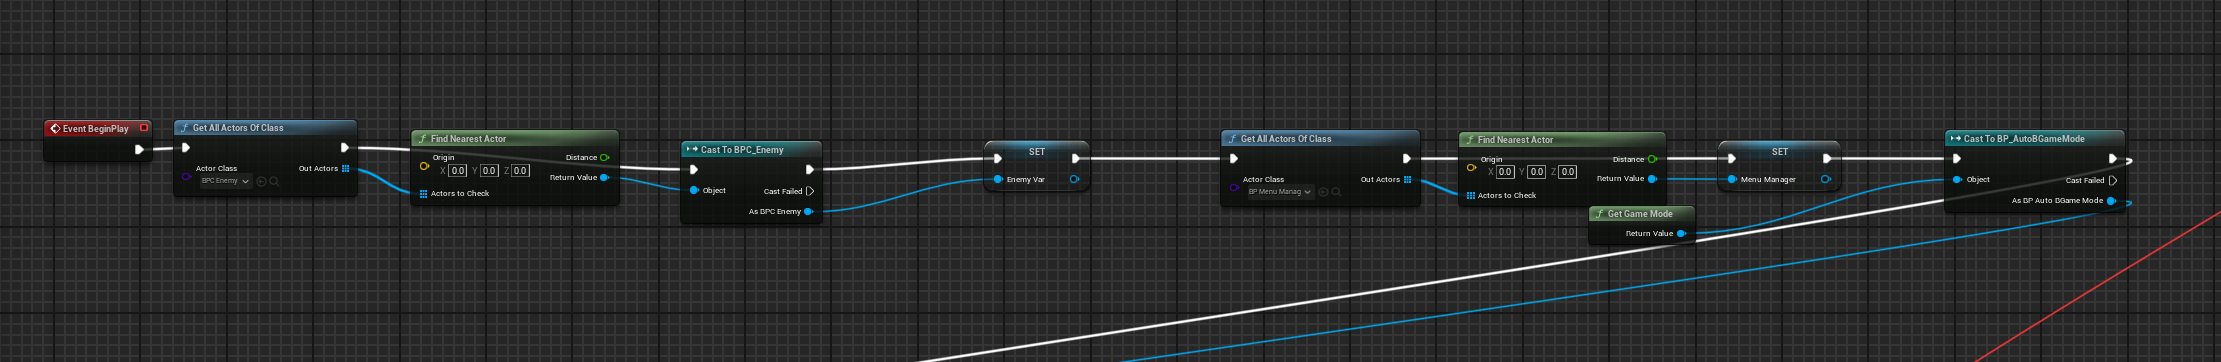 Event BeginPlay
Get All Actors Of Class
Actor Class
BPC Enemy
Out Actors
Find Nearest Actor
Origin
X 0.0 Y 0.0 Z 0.0
Distance
Return Value
Actors to Check
Cast To BPC_Enemy
Object
Cast Failed
As BPC Enemy
SET
Enemy Var
Get All Actors Of Class
Actor Class
BP Menu Manag
Out Actors
Find Nearest Actor
Origin
X 0.0 Y 0.0 Z 0.0
Distance
Return Value
Actors to Check
Get Game Mode
Return Value
SET
Menu Manager
Cast To BP_AutoBGameMode
Object
Cast Failed
As BP Auto BGame Mode